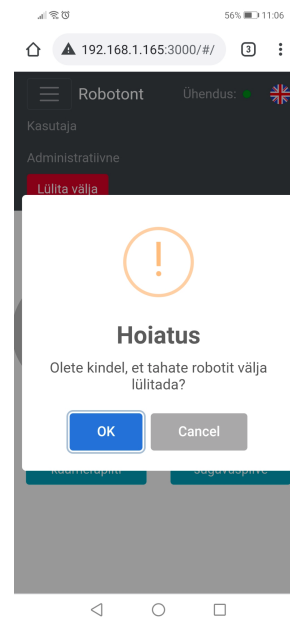 56% 11:06
192.168.1.165:3000/#/ 3
Robotont Ühendus:
Kasutaja
Administratiivne
Lülita välja
!
Hoiatus
Olete kindel, et tahate robotit välja
lülitada?
OK Cancel